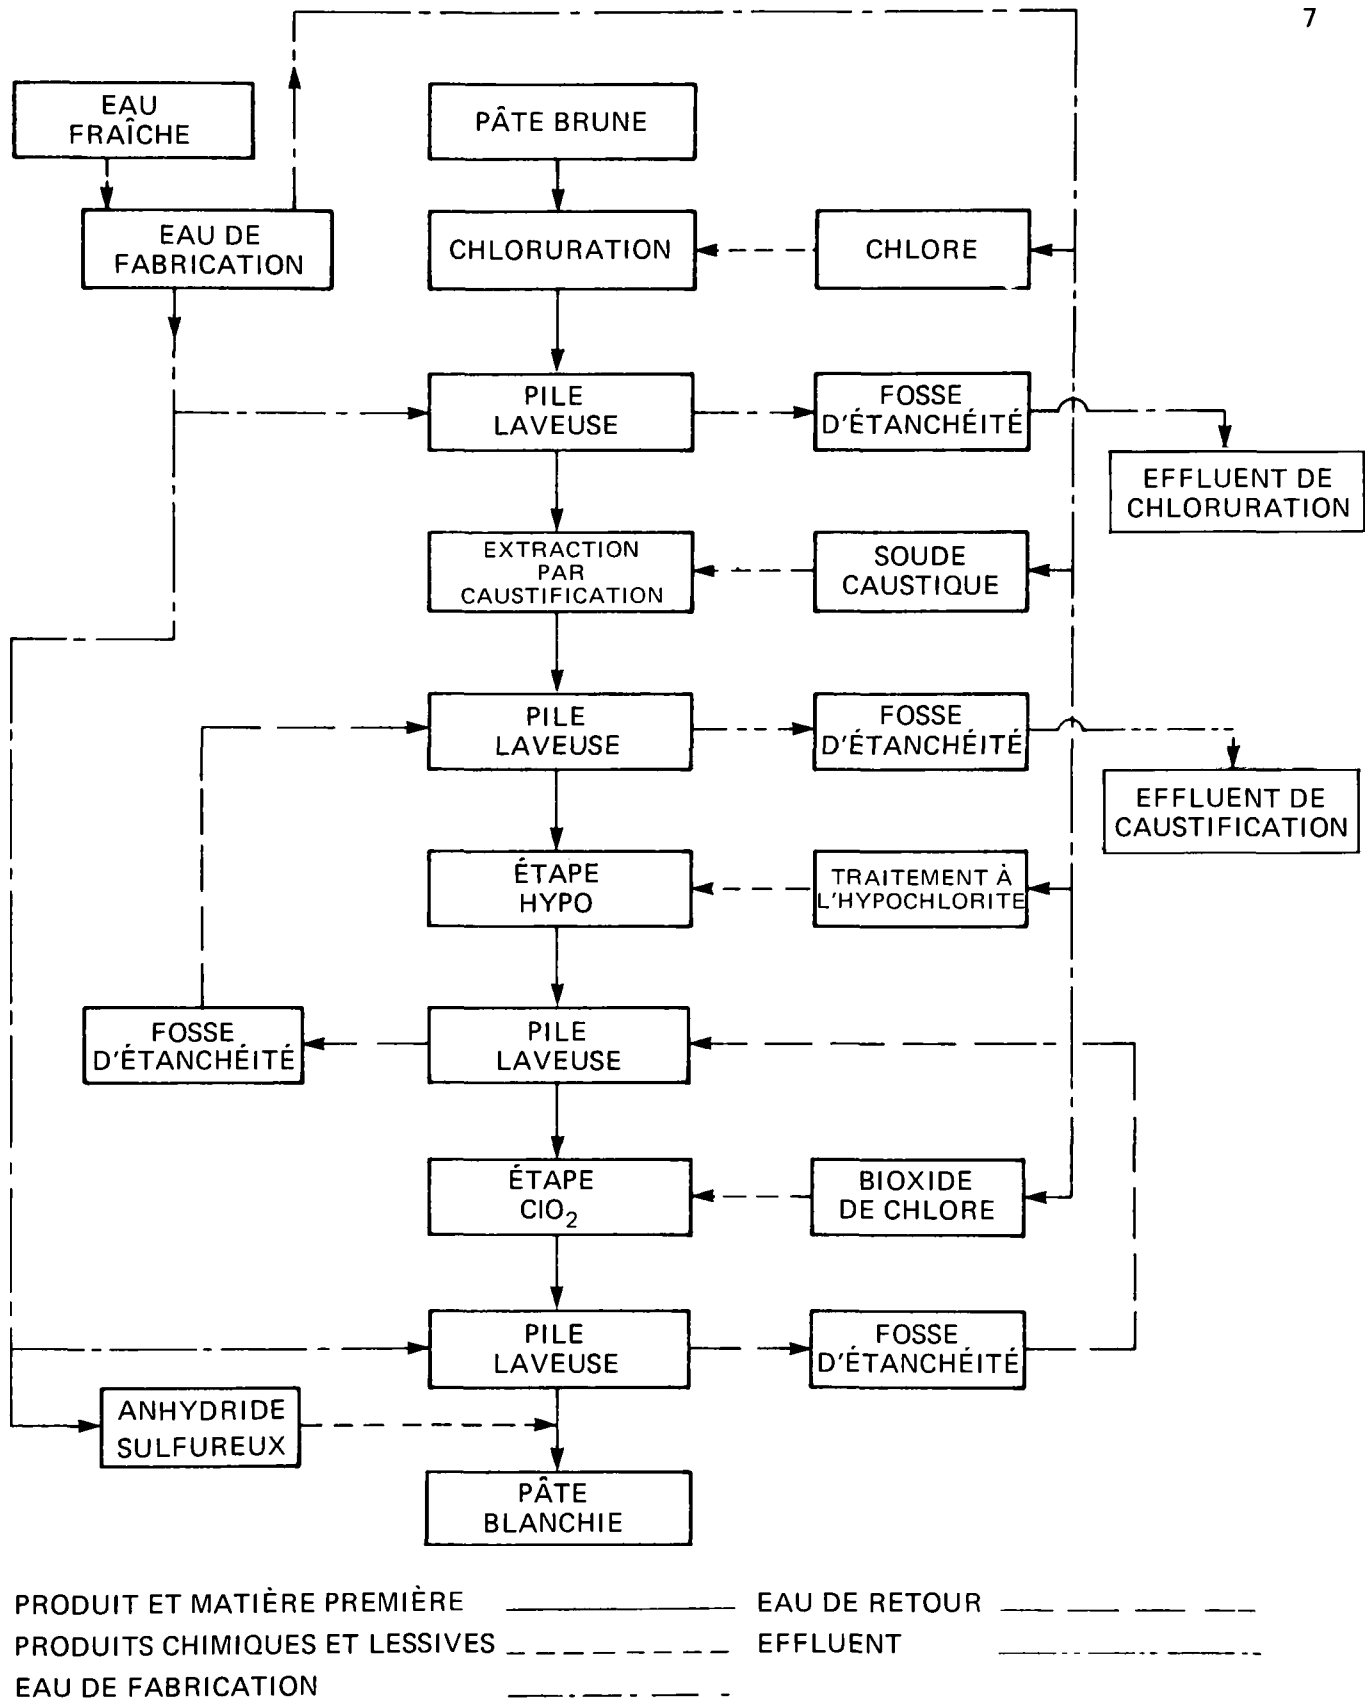 7
EAU
FRAÎCHE
PÂTE BRUNE
EAU DE
FABRICATION
CHLORURATION
CHLORE
PILE
LAVEUSE
FOSSE
D'ÉTANCHÉITÉ
EFFLUENT DE
CHLORURATION
EXTRACTION
PAR
CAUSTIFICATION
SOUDE
CAUSTIQUE
PILE
LAVEUSE
FOSSE
D'ÉTANCHÉITÉ
EFFLUENT DE
CAUSTIFICATION
ÉTAPE
HYPO
TRAITEMENT À
L'HYPOCHLORITE
FOSSE
D'ÉTANCHÉITÉ
PILE
LAVEUSE
ÉTAPE
ClO₂
BIOXIDE
DE CHLORE
PILE
LAVEUSE
FOSSE
D'ÉTANCHÉITÉ
ANHYDRIDE
SULFUREUX
PÂTE
BLANCHIE
PRODUIT ET MATIÈRE PREMIÈRE
EAU DE RETOUR
PRODUITS CHIMIQUES ET LESSIVES
EFFLUENT
EAU DE FABRICATION